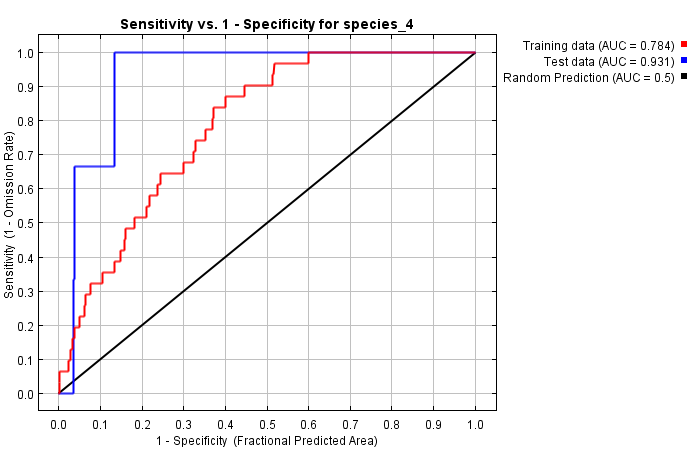 Sensitivity vs. 1 - Specificity for species_4
Training data (AUC = 0.784)
Test data (AUC = 0.931)
Random Prediction (AUC = 0.5)
Sensitivity (1 - Omission Rate)
1.0
0.9
0.8
0.7
0.6
0.5
0.4
0.3
0.2
0.1
0.0
0.0 0.1 0.2 0.3 0.4 0.5 0.6 0.7 0.8 0.9 1.0
1 - Specificity (Fractional Predicted Area)